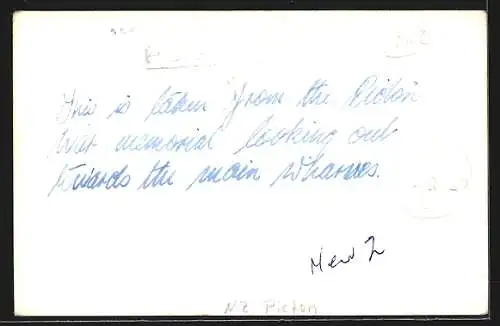 This is taken from the Picton
War memorial looking out
towards the main wharves.
New Z
NZ Picton